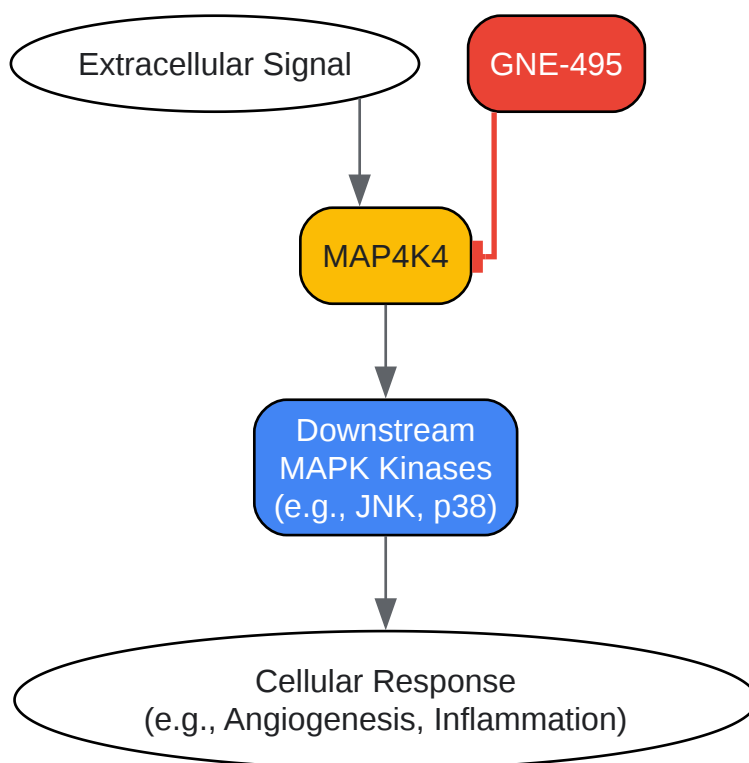 Extracellular Signal
GNE-495
MAP4K4
Downstream
MAPK Kinases
(e.g., JNK, p38)
Cellular Response
(e.g., Angiogenesis, Inflammation)